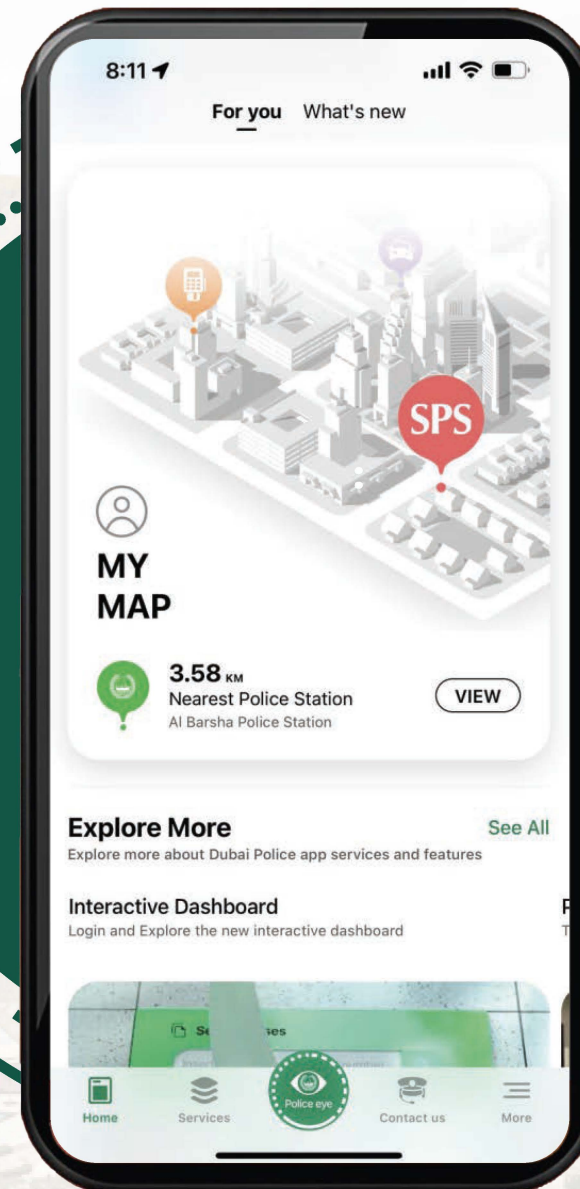 8:11
For you What's new
SPS
MY
MAP
3.58 KM
Nearest Police Station
Al Barsha Police Station
VIEW
Explore More
See All
Explore more about Dubai Police app services and features
Interactive Dashboard
Login and Explore the new interactive dashboard
Home
Services
Police eye
Contact us
More